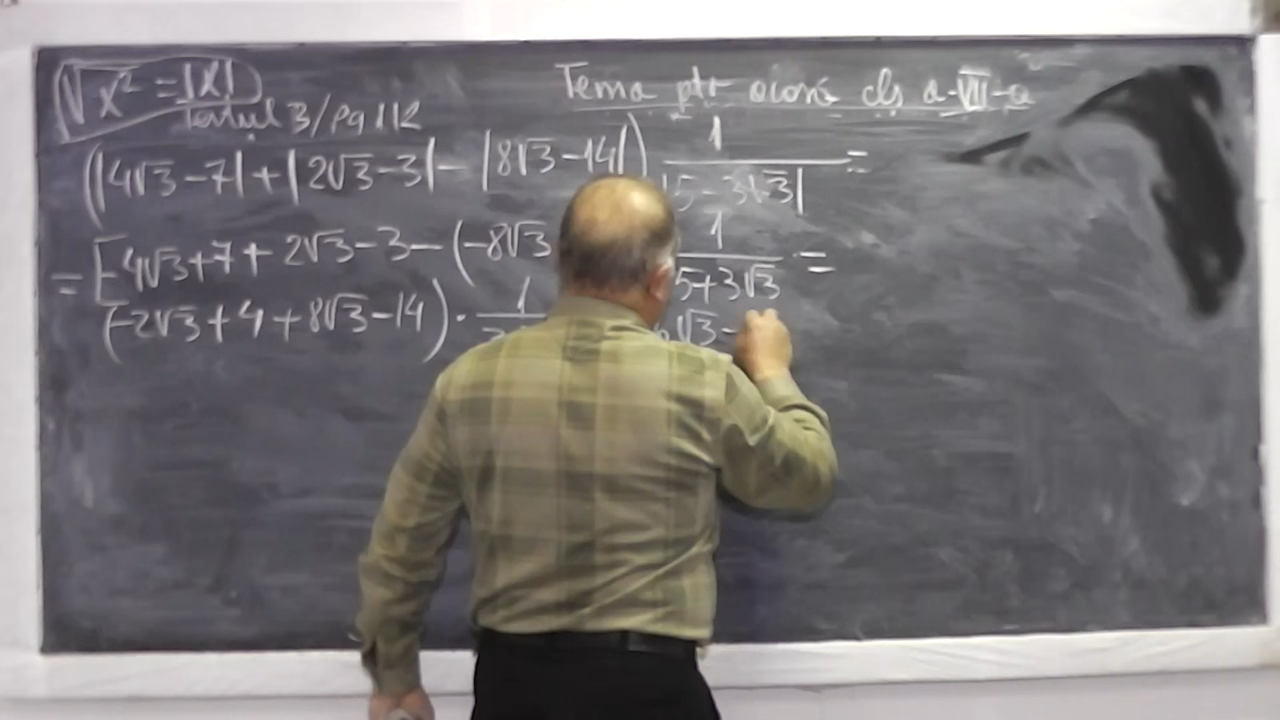 √x² = |x|
Tema ptr acasă cls a-VII-a
Testul 3/pg 112
(|4√3-7|+|2√3-3|-|8√3-14|) 1/|5-3√3| =
= [4√3+7+2√3-3-(-8√3 1/5+3√3 =
(-2√3+4+8√3-14)· 1/ √3-